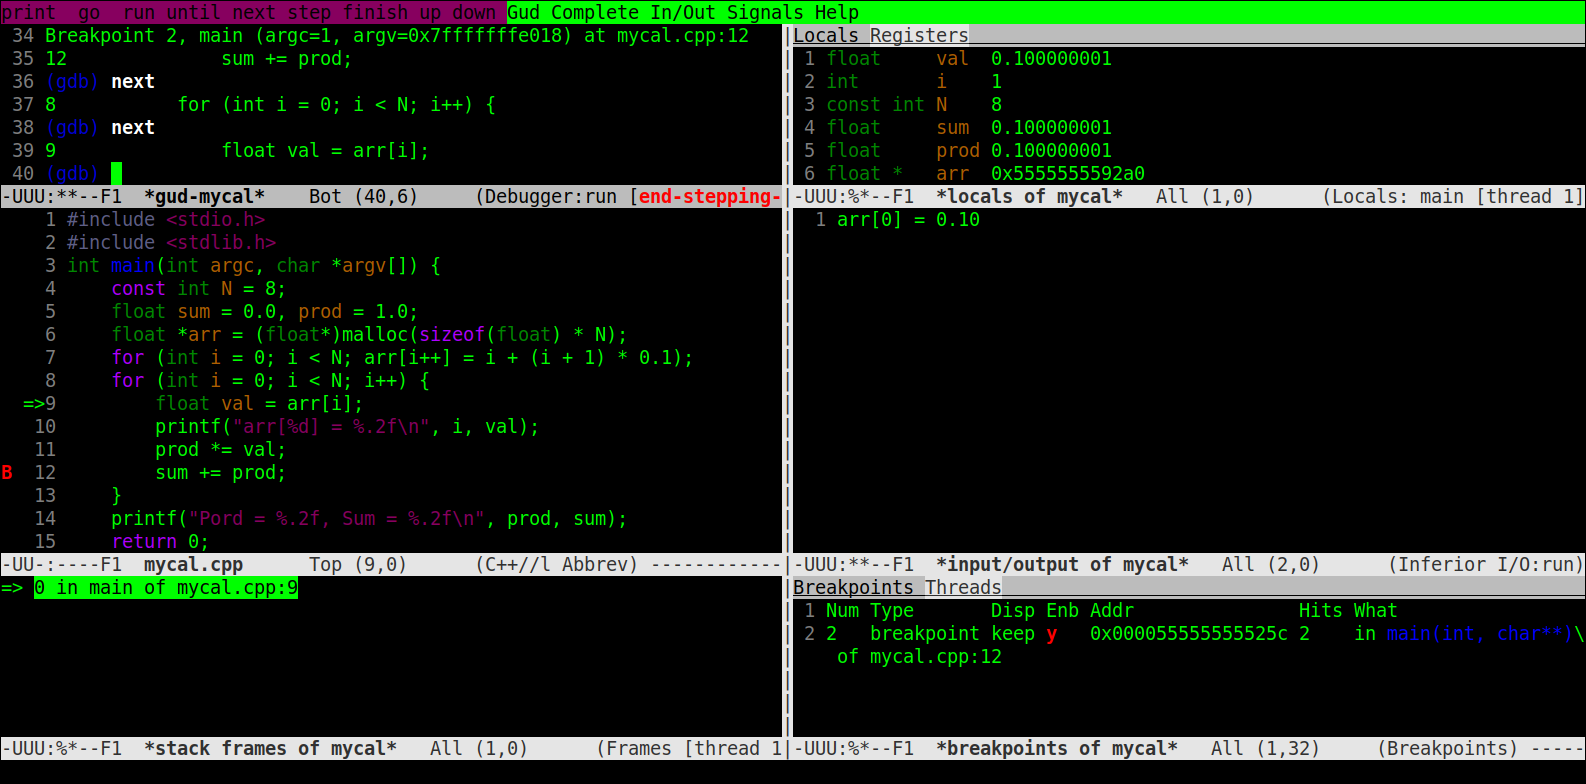 print  go  run until next step finish up down Gud Complete In/Out Signals Help
34 Breakpoint 2, main (argc=1, argv=0x7fffffffe018) at mycal.cpp:12
35 12              sum += prod;
36 (gdb) next
37 8           for (int i = 0; i < N; i++) {
38 (gdb) next
39 9               float val = arr[i];
40 (gdb)
-UUU:**--F1  *gud-mycal*    Bot (40,6)     (Debugger:run [end-stepping-
1 #include <stdio.h>
2 #include <stdlib.h>
3 int main(int argc, char *argv[]) {
4     const int N = 8;
5     float sum = 0.0, prod = 1.0;
6     float *arr = (float*)malloc(sizeof(float) * N);
7     for (int i = 0; i < N; arr[i++] = i + (i + 1) * 0.1);
8     for (int i = 0; i < N; i++) {
=>9         float val = arr[i];
10         printf("arr[%d] = %.2f\n", i, val);
11         prod *= val;
B  12         sum += prod;
13     }
14     printf("Pord = %.2f, Sum = %.2f\n", prod, sum);
15     return 0;
-UU-:----F1  mycal.cpp      Top (9,0)      (C++//l Abbrev) ------------
=> 0 in main of mycal.cpp:9
-UUU:%*--F1  *stack frames of mycal*   All (1,0)      (Frames [thread 1
Locals Registers
1 float     val  0.100000001
2 int       i    1
3 const int N    8
4 float     sum  0.100000001
5 float     prod 0.100000001
6 float *   arr  0x5555555592a0
-UUU:%*--F1  *locals of mycal*   All (1,0)      (Locals: main [thread 1]
1 arr[0] = 0.10
-UUU:**--F1  *input/output of mycal*   All (2,0)      (Inferior I/O:run)
Breakpoints Threads
1 Num Type       Disp Enb Addr               Hits What
2 2   breakpoint keep y   0x000055555555525c 2    in main(int, char**)\
of mycal.cpp:12
-UUU:%*--F1  *breakpoints of mycal*   All (1,32)     (Breakpoints) -----